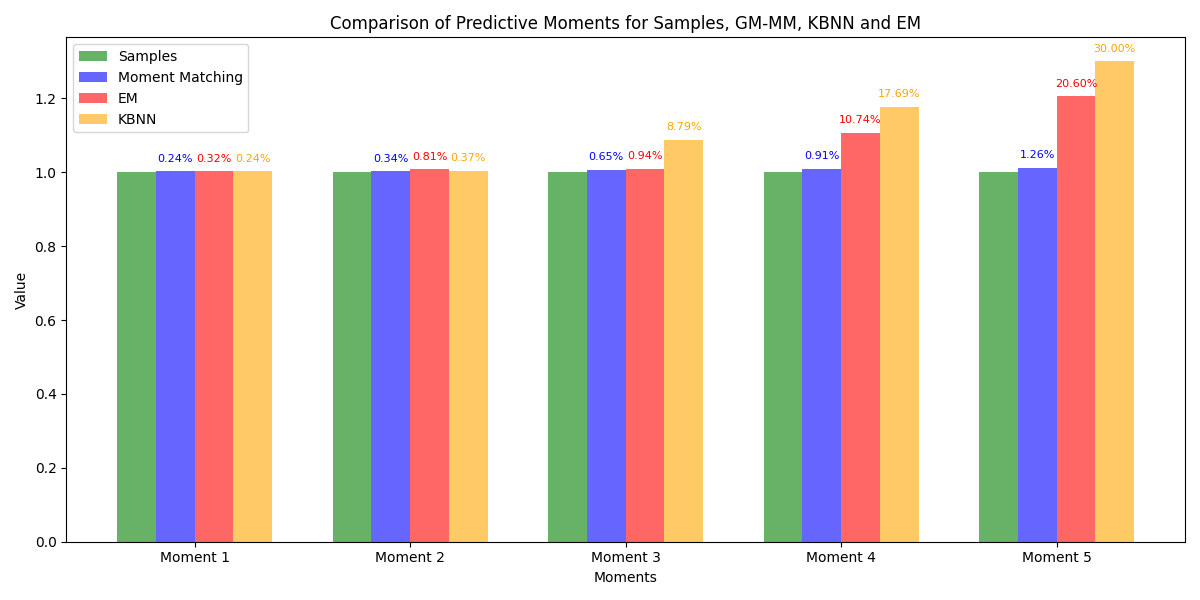 Comparison of Predictive Moments for Samples, GM-MM, KBNN and EM
Samples
Moment Matching
EM
KBNN
0.24%
0.32%
0.24%
0.34%
0.81%
0.37%
0.65%
0.94%
8.79%
0.91%
10.74%
17.69%
1.26%
20.60%
30.00%
Value
1.2
1.0
0.8
0.6
0.4
0.2
0.0
Moment 1
Moment 2
Moment 3
Moment 4
Moment 5
Moments